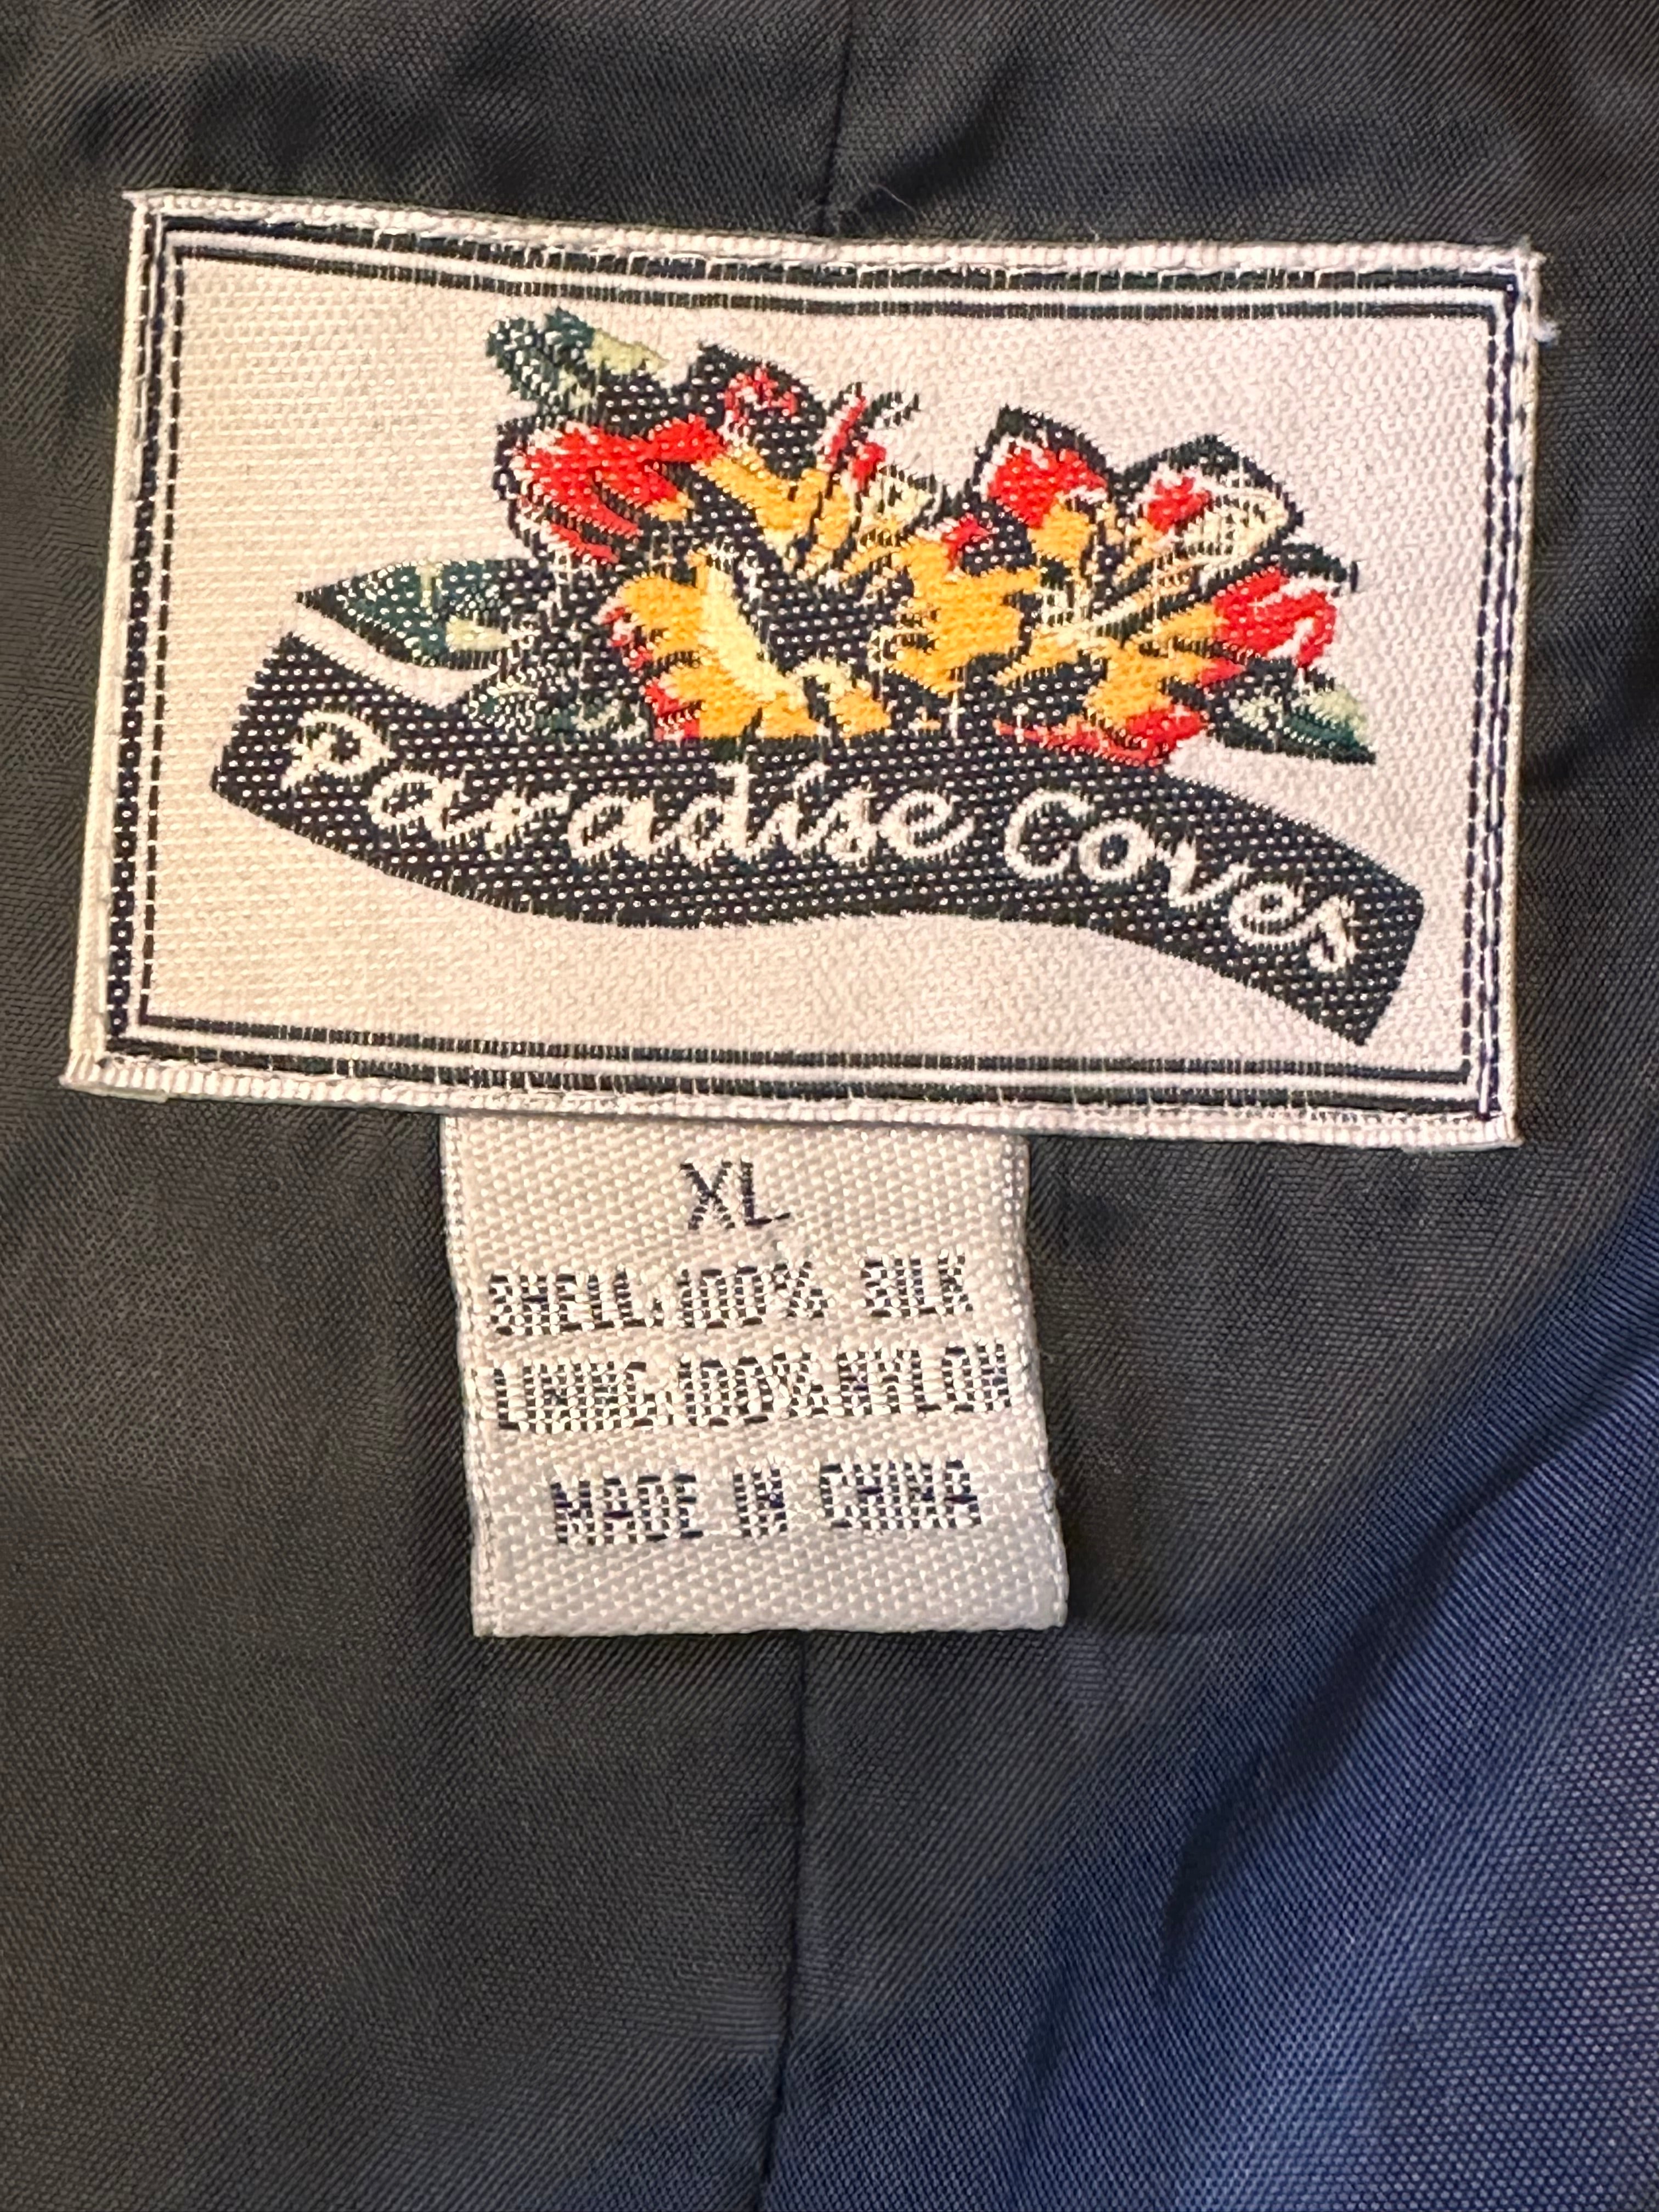 Paradise Coves
XL
SHELL:100% SILK
LINING:100% NYLON
MADE IN CHINA